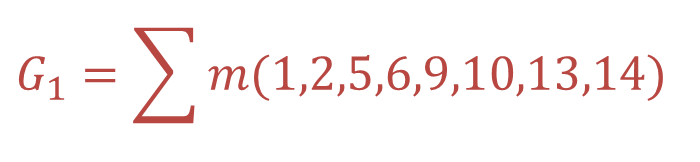 G₁ = ∑ m(1,2,5,6,9,10,13,14)